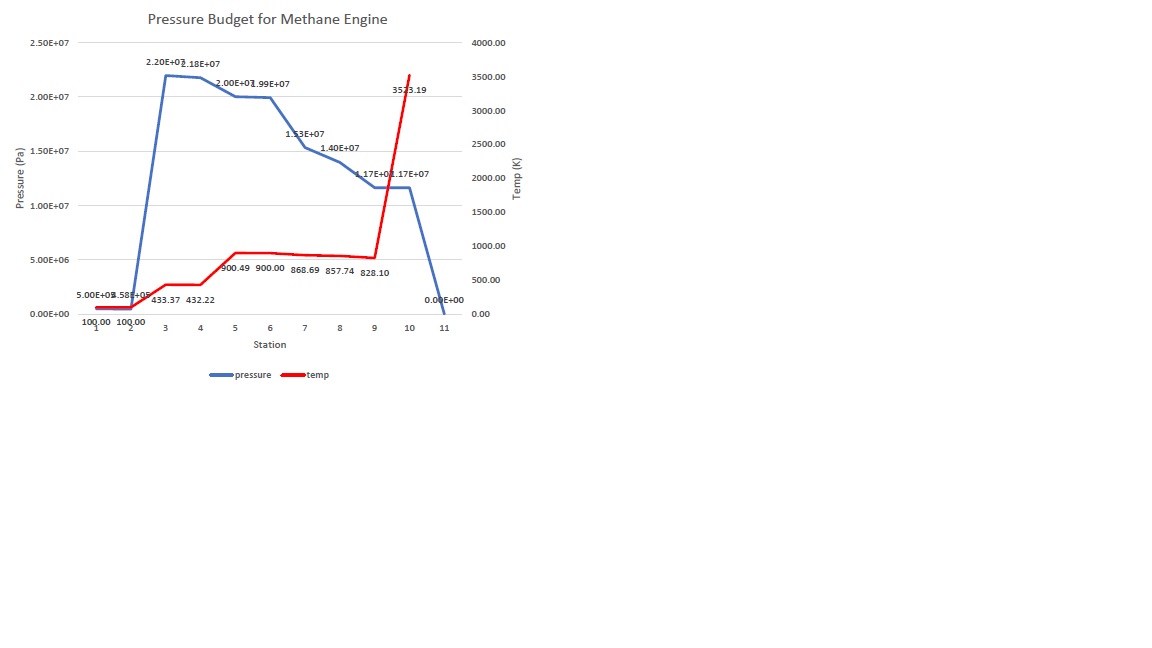 Pressure Budget for Methane Engine
2.50E+07
4000.00
2.20E+07
2.18E+07
3500.00
2.00E+07
1.99E+07
3523.19
2.00E+07
3000.00
1.53E+07
2500.00
1.50E+07
1.40E+07
1.17E+07
1.17E+07
2000.00
Pressure (Pa)
Temp (K)
1.00E+07
1500.00
1000.00
5.00E+06
900.49
900.00
868.69
857.74
828.10
500.00
5.00E+05
4.58E+05
433.37
432.22
0.00E+00
0.00E+00
0.00
100.00
100.00
1 2 3 4 5 6 7 8 9 10 11
Station
pressure temp